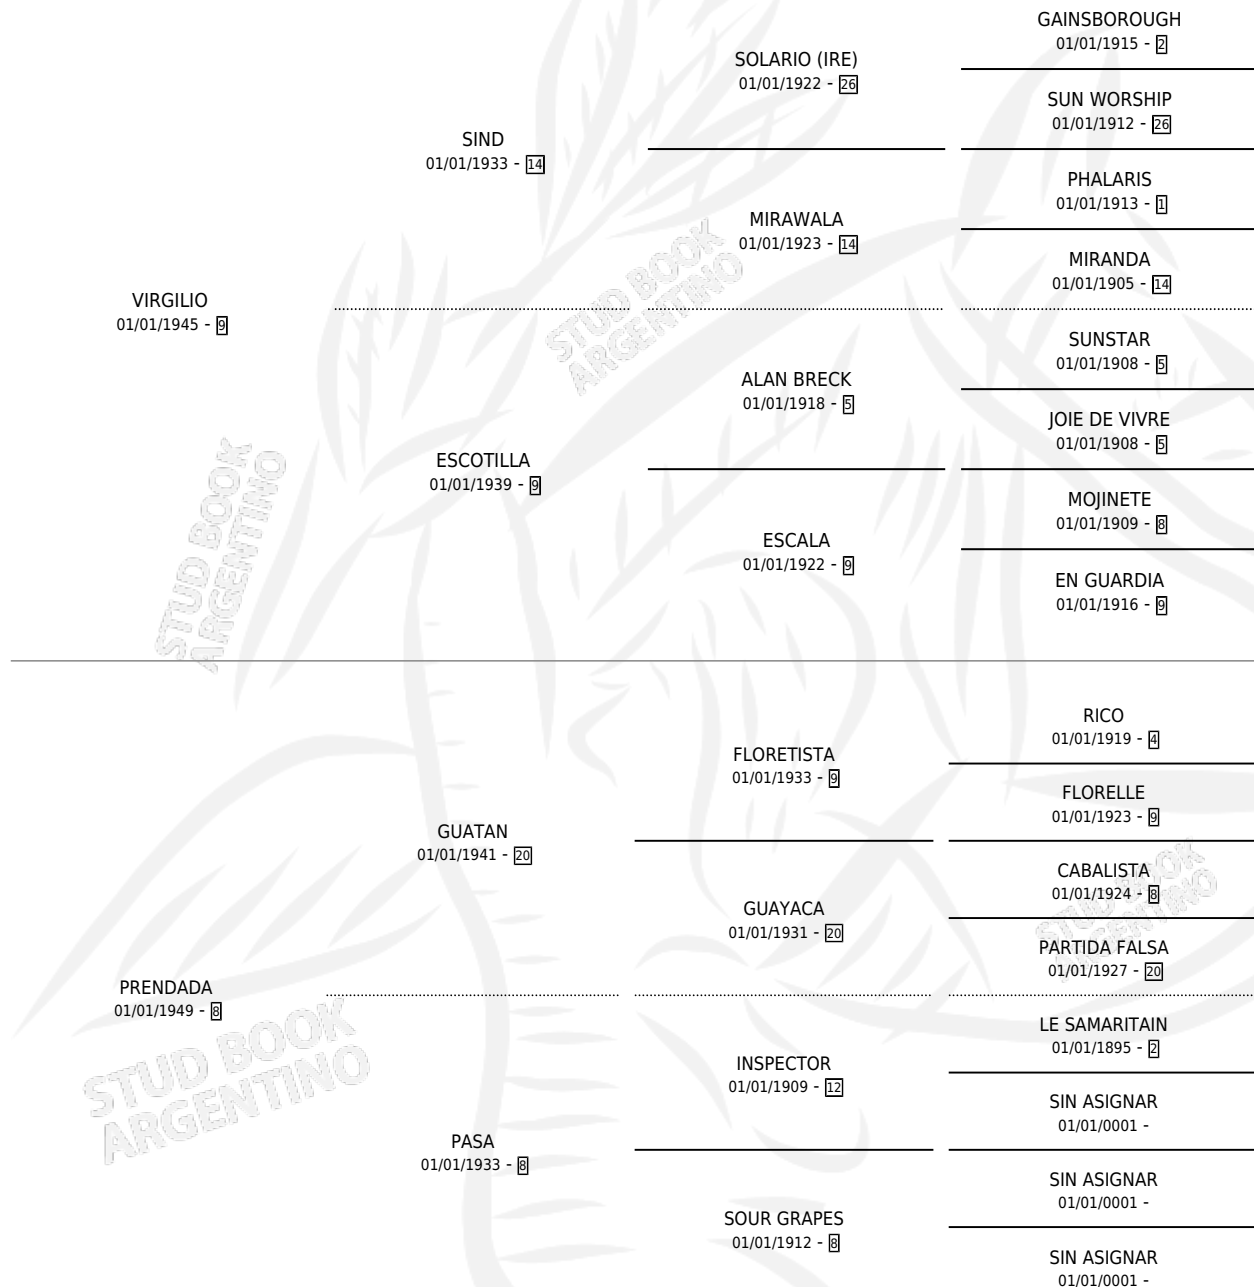 GAINSBOROUGH
01/01/1915 - 2
SOLARIO (IRE)
01/01/1922 - 26
SUN WORSHIP
01/01/1912 - 26
SIND
01/01/1933 - 14
PHALARIS
01/01/1913 - 1
MIRAWALA
01/01/1923 - 14
MIRANDA
01/01/1905 - 14
VIRGILIO
01/01/1945 - 9
SUNSTAR
01/01/1908 - 5
ALAN BRECK
01/01/1918 - 5
JOIE DE VIVRE
01/01/1908 - 5
ESCOTILLA
01/01/1939 - 9
MOJINETE
01/01/1909 - 8
ESCALA
01/01/1922 - 9
EN GUARDIA
01/01/1916 - 9
RICO
01/01/1919 - 4
FLORETISTA
01/01/1933 - 9
FLORELLE
01/01/1923 - 9
GUATAN
01/01/1941 - 20
CABALISTA
01/01/1924 - 8
GUAYACA
01/01/1931 - 20
PARTIDA FALSA
01/01/1927 - 20
PRENDADA
01/01/1949 - 8
LE SAMARITAIN
01/01/1895 - 2
INSPECTOR
01/01/1909 - 12
SIN ASIGNAR
01/01/0001 -
PASA
01/01/1933 - 8
SIN ASIGNAR
01/01/0001 -
SOUR GRAPES
01/01/1912 - 8
SIN ASIGNAR
01/01/0001 -
STUD BOOK
ARGENTINO
STUD BOOK
ARGENTINO
STUD BOOK
ARGENTINO
STUD BOOK
ARGENTINO